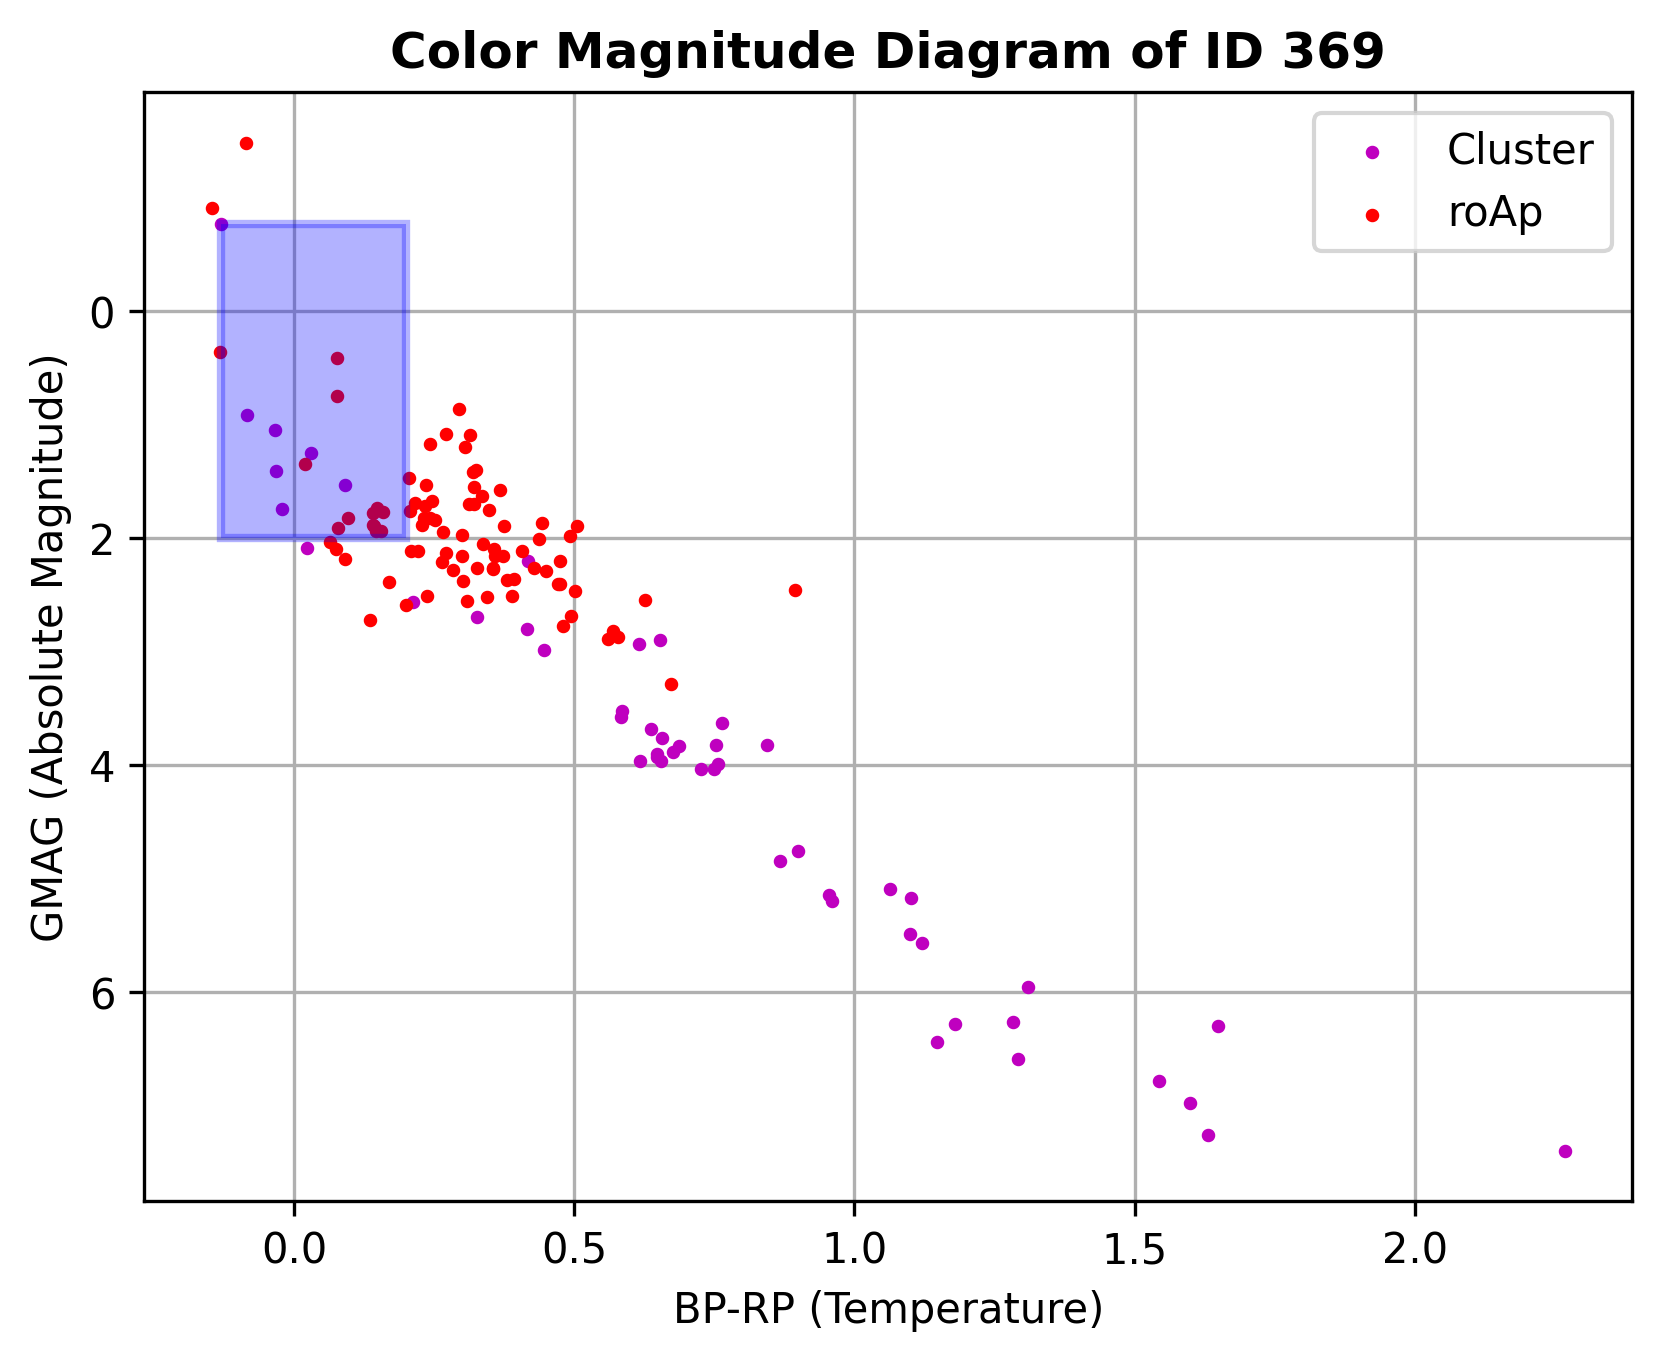 Color Magnitude Diagram of ID 369
Cluster
roAp
GMAG (Absolute Magnitude)
0
2
4
6
0.0 0.5 1.0 1.5 2.0
BP-RP (Temperature)